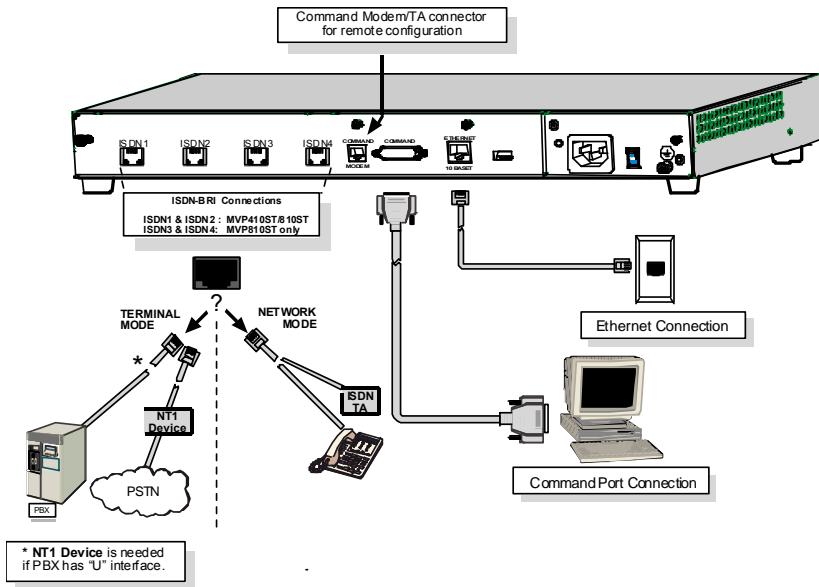 Command Modem/TA connector
for remote configuration
ISDN1
ISDN2
ISDN3
ISDN4
COMMAND
MODEM
COMMAND
ETHERNET
10 BASET
ISDN-BRI Connections
ISDN1 & ISDN2 : MVP410ST/810ST
ISDN3 & ISDN4: MVP810ST only
?
TERMINAL
MODE
NETWORK
MODE
*
Ethernet Connection
ISDN
TA
NT1
Device
PSTN
PBX
Command Port Connection
* NT1 Device is needed
if PBX has “U” interface.